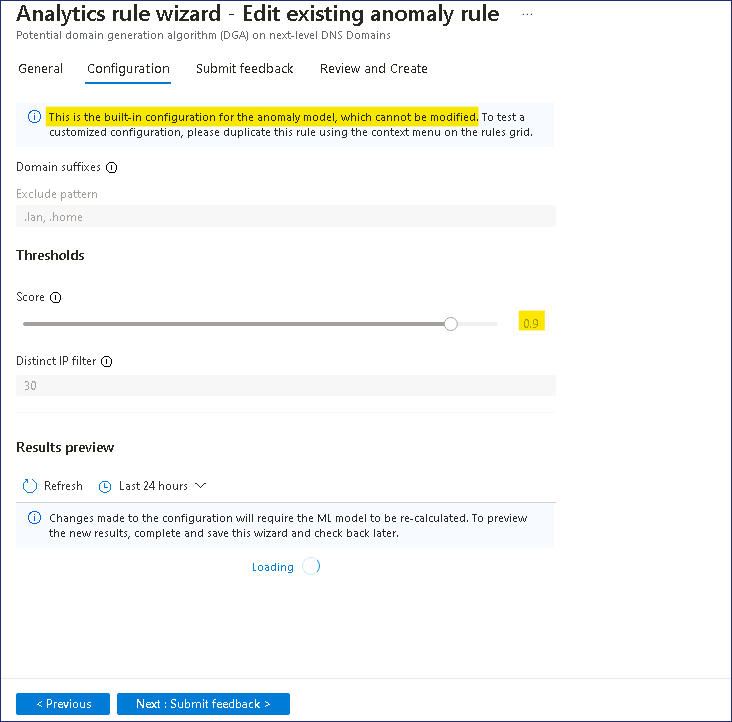 Analytics rule wizard - Edit existing anomaly rule ...
Potential domain generation algorithm (DGA) on next-level DNS Domains
General Configuration Submit feedback Review and Create
This is the built-in configuration for the anomaly model, which cannot be modified. To test a
customized configuration, please duplicate this rule using the context menu on the rules grid.
Domain suffixes
Exclude pattern
.lan, .home
Thresholds
Score
0.9
Distinct IP filter
30
Results preview
Refresh Last 24 hours
Changes made to the configuration will require the ML model to be re-calculated. To preview
the new results, complete and save this wizard and check back later.
Loading
< Previous Next : Submit feedback >